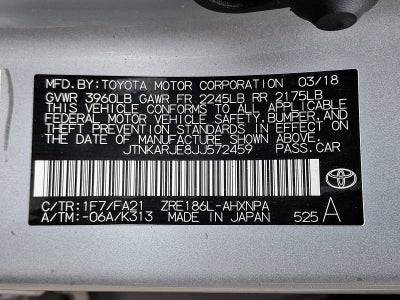 MFD.BY:TOYOTA MOTOR CORPORATION 03/18
GVWR 3960LB GAWR FR 2245LB RR 2175LB
THIS VEHICLE CONFORMS TO ALL APPLICABLE
FEDERAL MOTOR VEHICLE SAFETY, BUMPER, AND
THEFT PREVENTION STANDARDS IN EFFECT ON
THE DATE OF MANUFACTURE SHOWN ABOVE.
JTNKARJE8JJ572459 PASS.CAR
C/TR:1F7/FA21 ZRE186L-AHXNPA
A/TM:-06A/K313 MADE IN JAPAN 525 A
TOYOTA